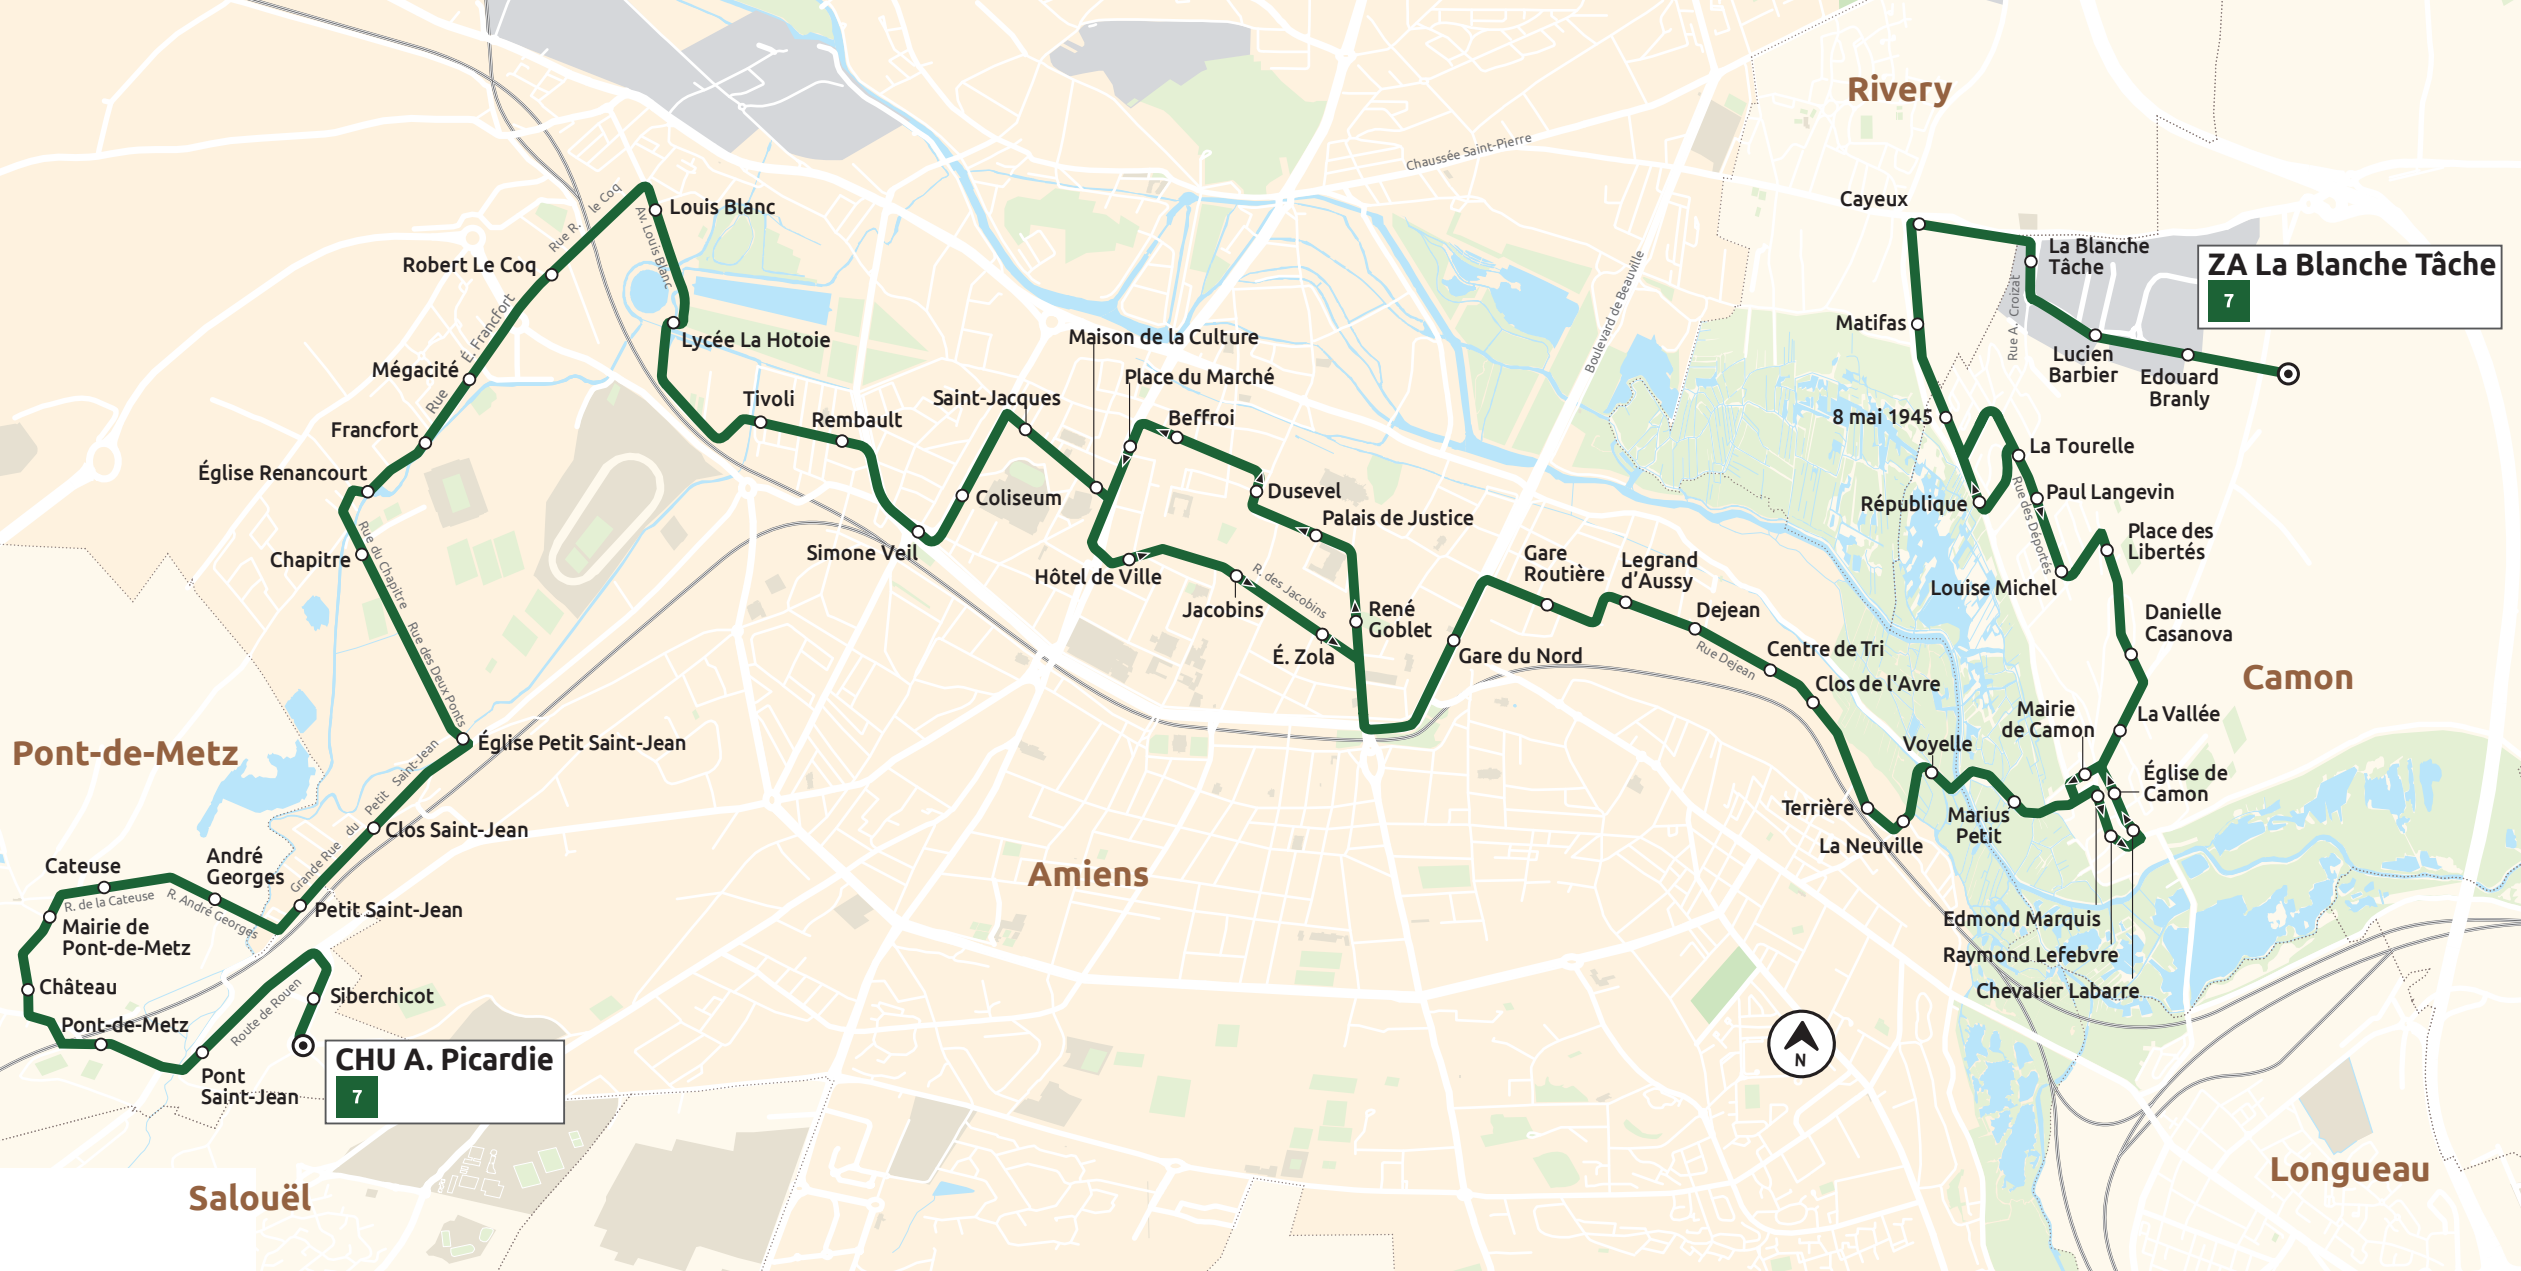 Rivery
Chaussée Saint-Pierre
Cayeux
Louis Blanc
Rue R. le Coq
Av. Louis Blanc
La Blanche
Tâche
ZA La Blanche Tâche
7
Robert Le Coq
Rue A. Croizat
Boulevard de Beauville
Matifas
Lycée La Hotoie
Maison de la Culture
Lucien
Barbier
Edouard
Branly
Mégacité
Rue É. Francfort
Place du Marché
Tivoli
Saint-Jacques
Rembault
Beffroi
8 mai 1945
Francfort
La Tourelle
Église Renancourt
Coliseum
Dusevel
République
Paul Langevin
Rue des Déportés
Palais de Justice
Place des
Libertés
Chapitre
Rue du Chapitre
Simone Veil
Hôtel de Ville
Gare
Routière
Legrand
d'Aussy
Louise Michel
Jacobins
R. des Jacobins
René
Goblet
Dejean
Danielle
Casanova
Rue des Deux Ponts
É. Zola
Gare du Nord
Rue Dejean
Centre de Tri
Clos de l'Avre
Camon
Mairie
de Camon
La Vallée
Pont-de-Metz
Église Petit Saint-Jean
Voyelle
Église de
Camon
Grande Rue du Petit Saint-Jean
Clos Saint-Jean
Terrière
Marius
Petit
La Neuville
Cateuse
André
Georges
Amiens
R. de la Cateuse
R. André Georges
Petit Saint-Jean
Edmond Marquis
Mairie de
Pont-de-Metz
Raymond Lefebvre
Château
Siberchicot
Chevalier Labarre
Route de Rouen
Pont-de-Metz
CHU A. Picardie
7
N
Pont
Saint-Jean
Salouël
Longueau